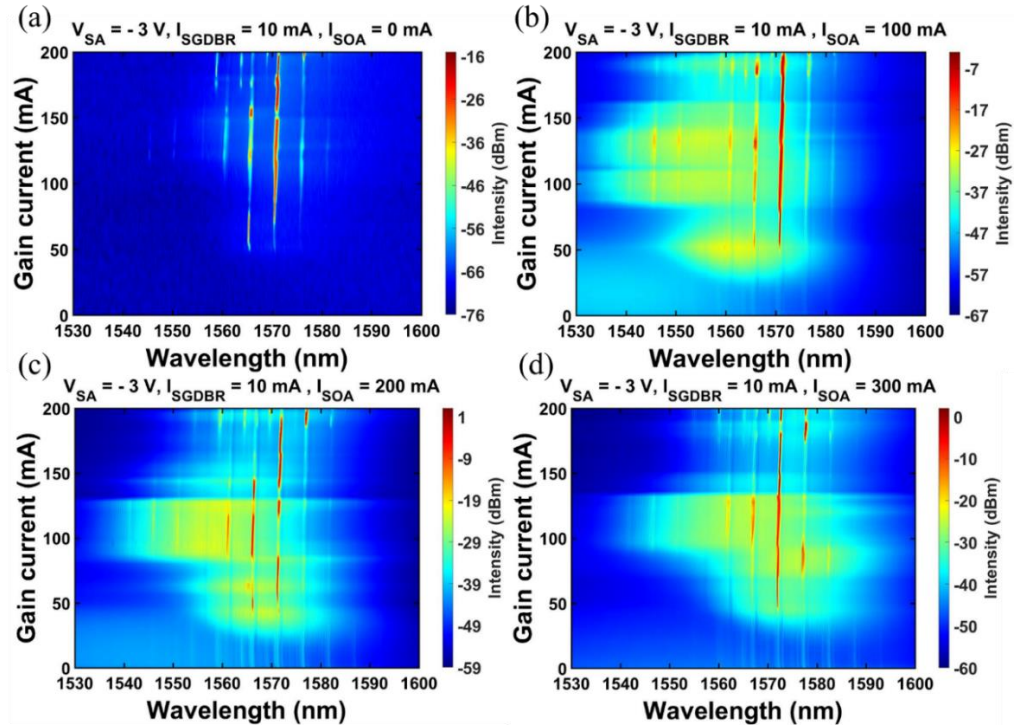 (a)
V_SA = - 3 V, I_SGDBR = 10 mA , I_SOA = 0 mA
Gain current (mA)
200
150
100
50
0
1530 1540 1550 1560 1570 1580 1590 1600
Wavelength (nm)
-16
-26
-36
-46
-56
-66
-76
Intensity (dBm)
(b)
V_SA = - 3 V, I_SGDBR = 10 mA , I_SOA = 100 mA
Gain current (mA)
200
150
100
50
0
1530 1540 1550 1560 1570 1580 1590 1600
Wavelength (nm)
-7
-17
-27
-37
-47
-57
-67
Intensity (dBm)
(c)
V_SA = - 3 V, I_SGDBR = 10 mA , I_SOA = 200 mA
Gain current (mA)
200
150
100
50
0
1530 1540 1550 1560 1570 1580 1590 1600
Wavelength (nm)
1
-9
-19
-29
-39
-49
-59
Intensity (dBm)
(d)
V_SA = - 3 V, I_SGDBR = 10 mA , I_SOA = 300 mA
Gain current (mA)
200
150
100
50
0
1530 1540 1550 1560 1570 1580 1590 1600
Wavelength (nm)
0
-10
-20
-30
-40
-50
-60
Intensity (dBm)